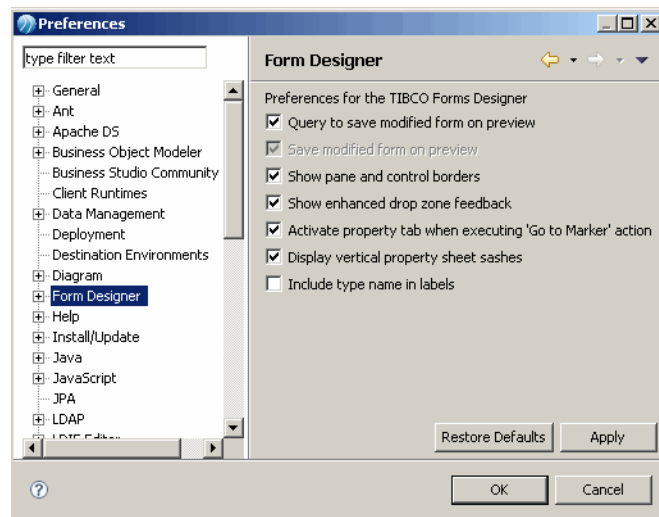 Preferences
type filter text
General
Ant
Apache DS
Business Object Modeler
Business Studio Community
Client Runtimes
Data Management
Deployment
Destination Environments
Diagram
Form Designer
Help
Install/Update
Java
JavaScript
JPA
LDAP
Form Designer
Preferences for the TIBCO Forms Designer
Query to save modified form on preview
Save modified form on preview
Show pane and control borders
Show enhanced drop zone feedback
Activate property tab when executing 'Go to Marker' action
Display vertical property sheet sashes
Include type name in labels
Restore Defaults
Apply
?
OK
Cancel